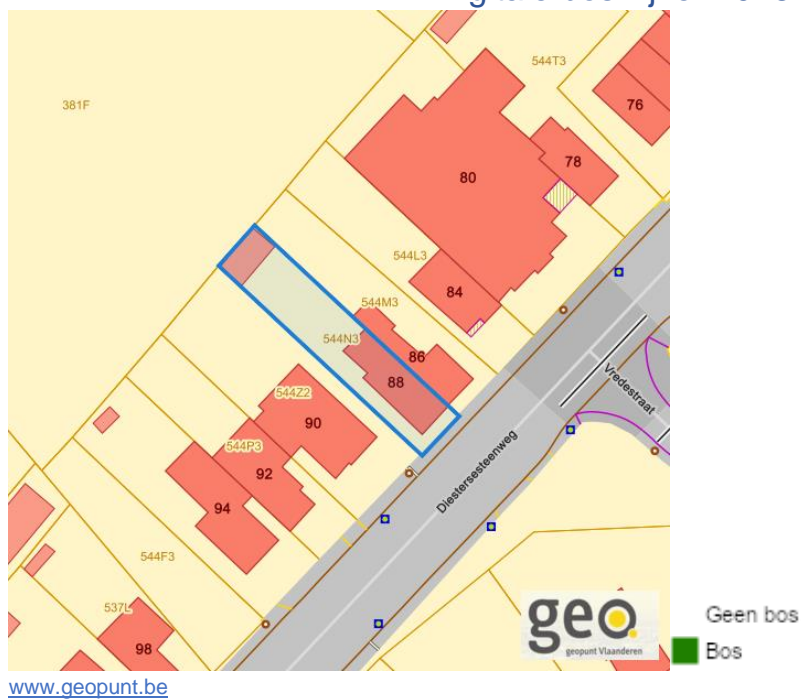 544T3
381F
76
78
80
544L3
84
544M3
544N3
86
88
Vredestraat
544Z2
90
Diestersesteenweg
544P3
92
94
544F3
537L
98
geo
geopunt Vlaanderen
Geen bos
Bos
www.geopunt.be